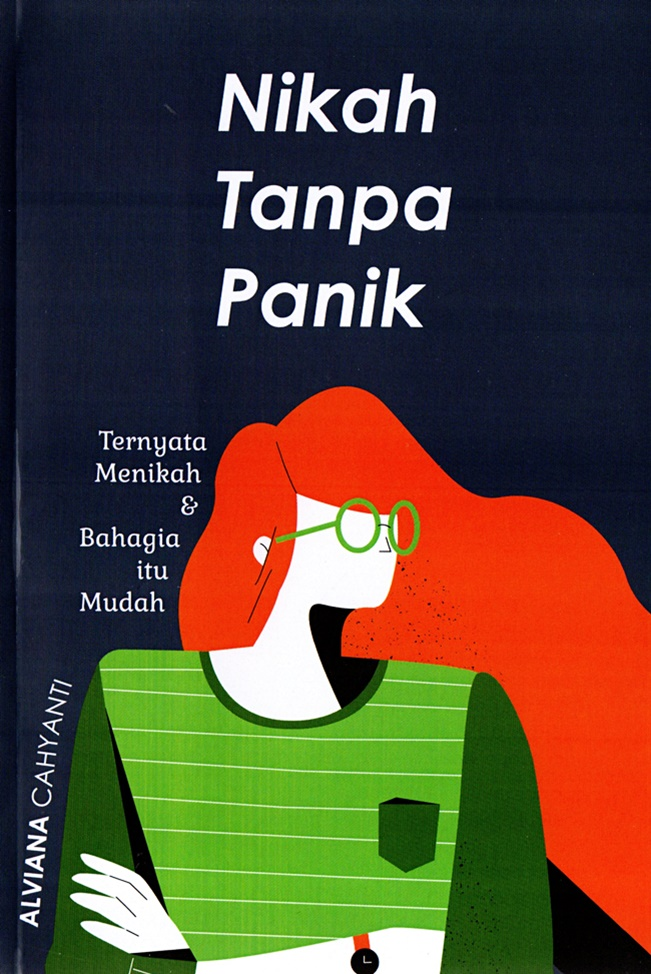 Nikah
Tanpa
Panik
Ternyata
Menikah
&
Bahagia
itu
Mudah
ALVIANA CAHYANTI